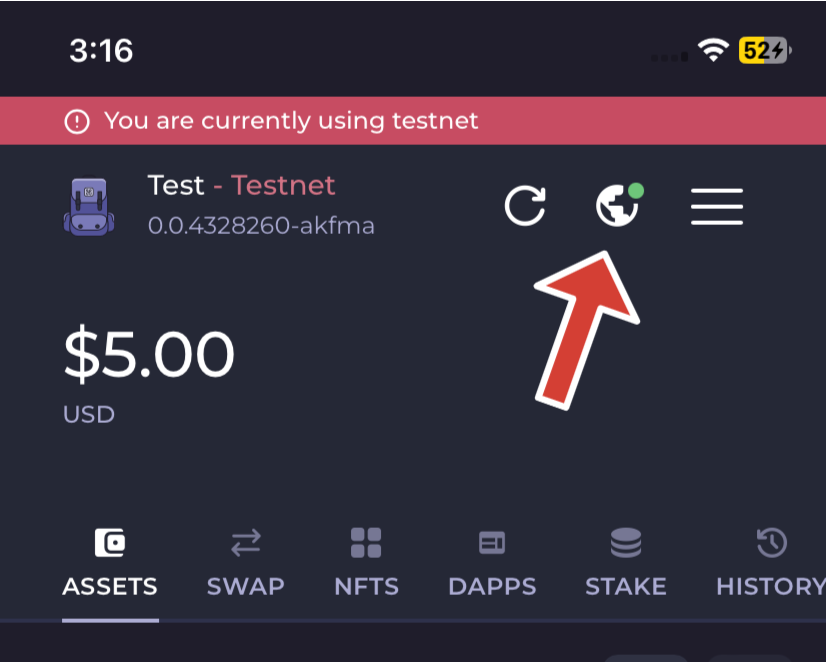 3:16
52
You are currently using testnet
Test - Testnet
0.0.4328260-akfma
$5.00
USD
ASSETS SWAP NFTS DAPPS STAKE HISTORY